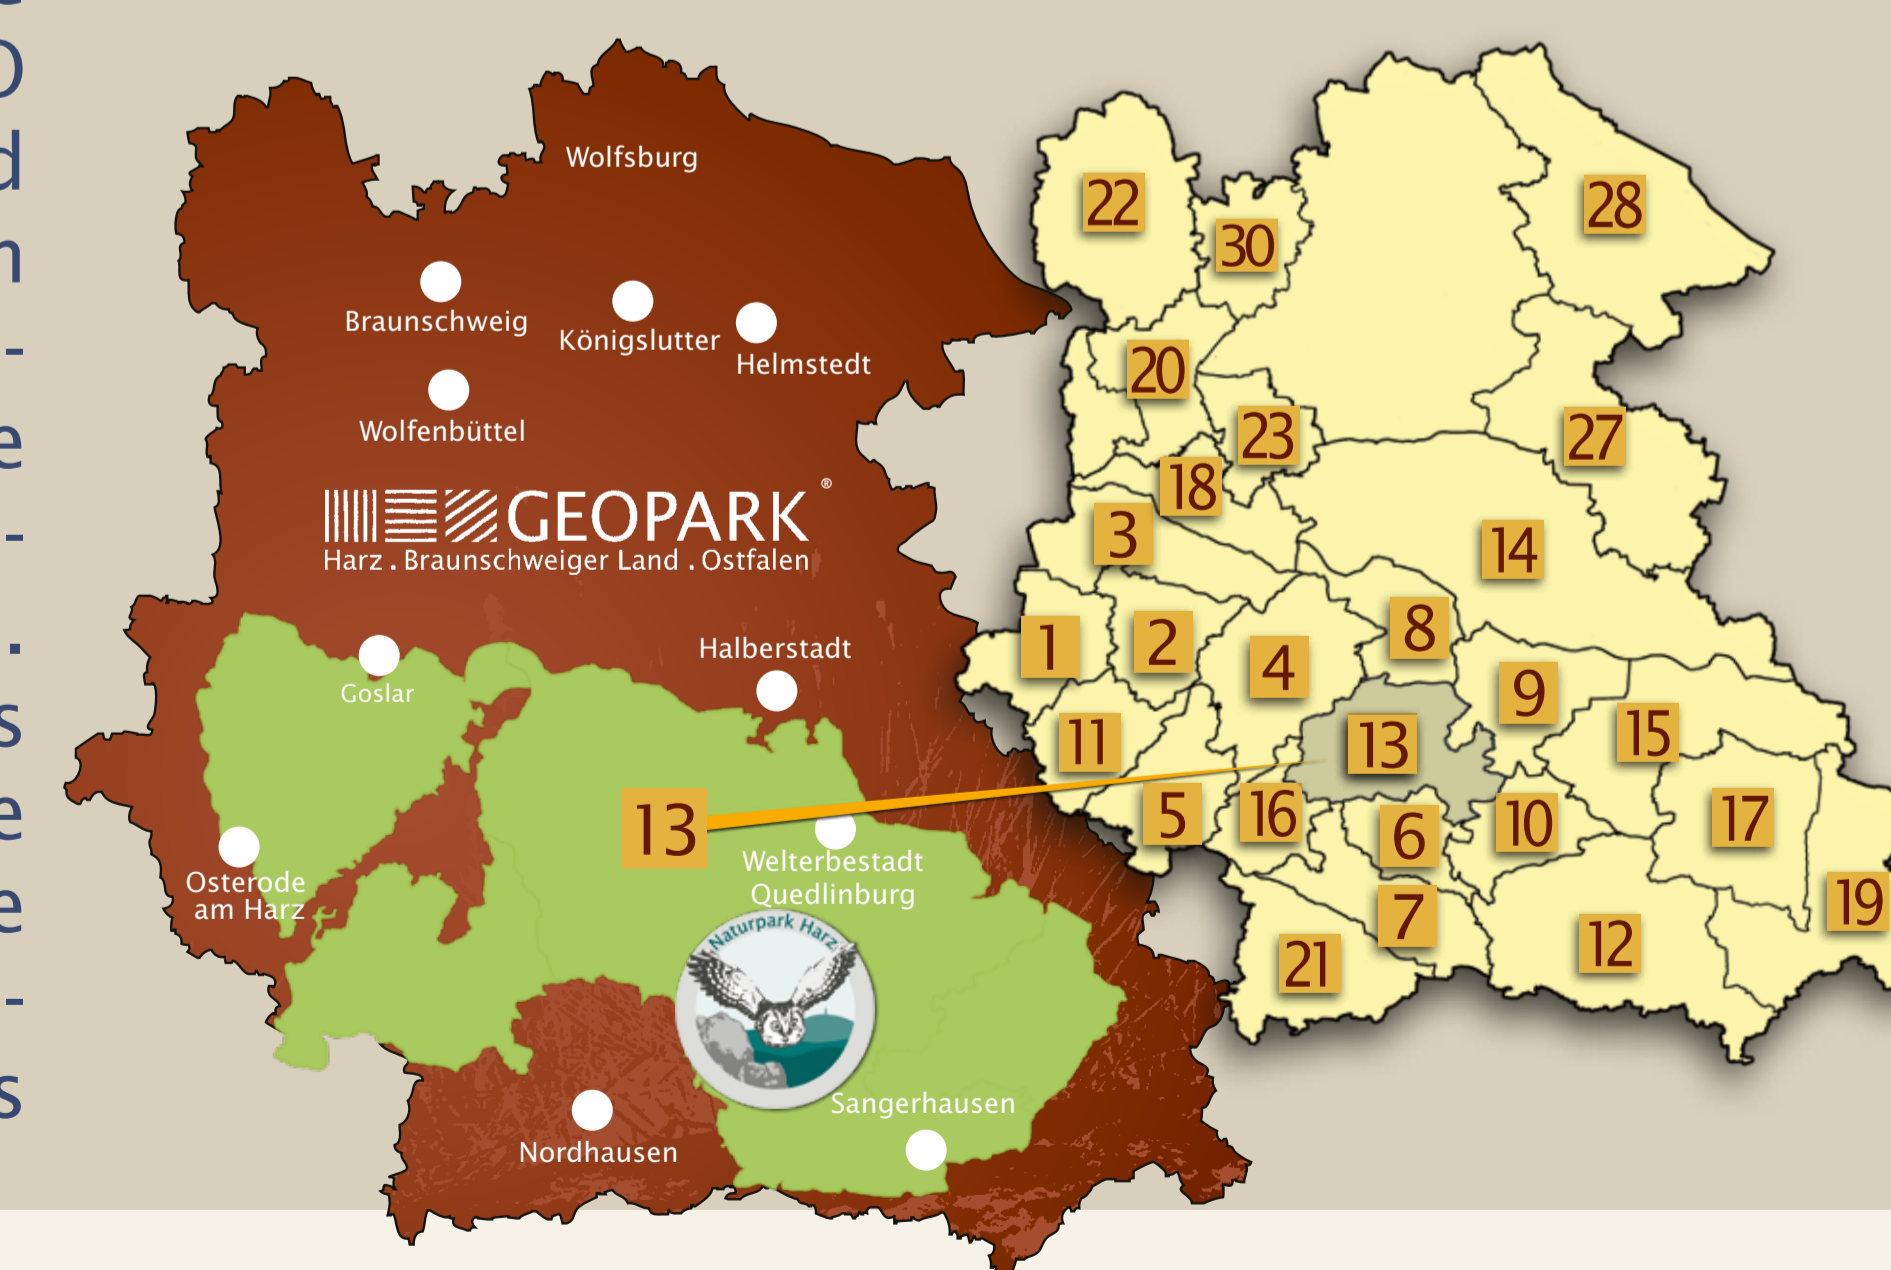 Wolfsburg
Braunschweig
Königslutter
Helmstedt
Wolfenbüttel
GEOPARK®
Harz . Braunschweiger Land . Ostfalen
Halberstadt
Goslar
13
Welterbestadt
Quedlinburg
Osterode
am Harz
Naturpark Harz
Sangerhausen
Nordhausen
22
30
28
20
23
27
18
3
14
1
2
8
4
9
11
13
15
5
16
6
10
17
7
19
21
12